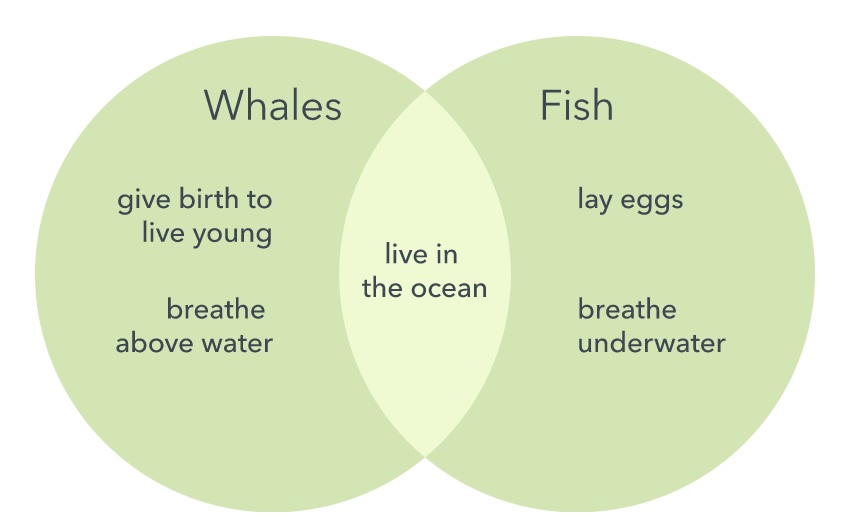 Whales
give birth to
live young
breathe
above water
live in
the ocean
Fish
lay eggs
breathe
underwater